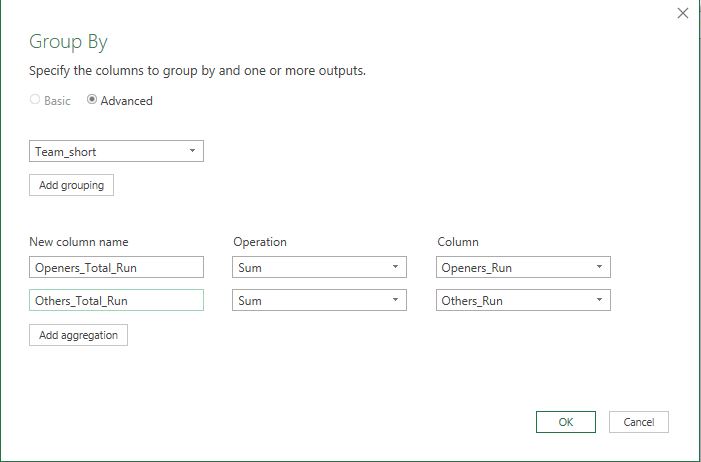 Group By
Specify the columns to group by and one or more outputs.
Basic Advanced
Team_short
Add grouping
New column name Operation Column
Openers_Total_Run Sum Openers_Run
Others_Total_Run Sum Others_Run
Add aggregation
OK Cancel